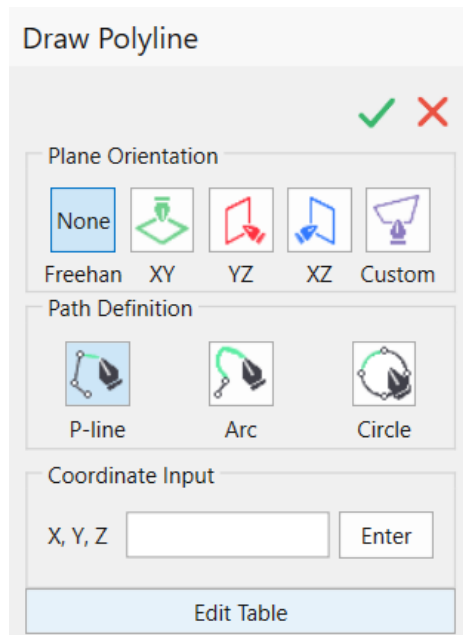 Draw Polyline
Plane Orientation
None
Freehan XY YZ XZ Custom
Path Definition
P-line Arc Circle
Coordinate Input
X, Y, Z Enter
Edit Table